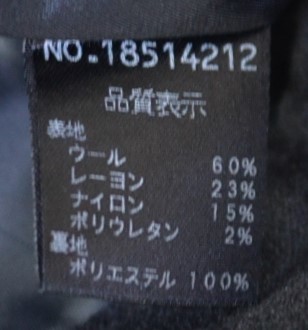 NO.18514212
品質表示
表地
ウール 60%
レーヨン 23%
ナイロン 15%
ポリウレタン 2%
裏地
ポリエステル 100%